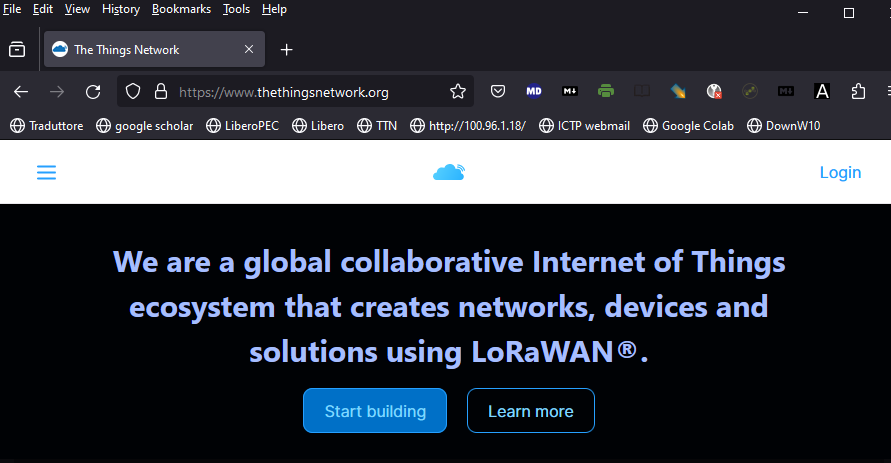 File Edit View History Bookmarks Tools Help
The Things Network
https://www.thethingsnetwork.org
MD
M↓
M↓
A
Traduttore google scholar LiberoPEC Libero TTN http://100.96.1.18/ ICTP webmail Google Colab DownW10
Login
We are a global collaborative Internet of Things
ecosystem that creates networks, devices and
solutions using LoRaWAN®.
Start building Learn more